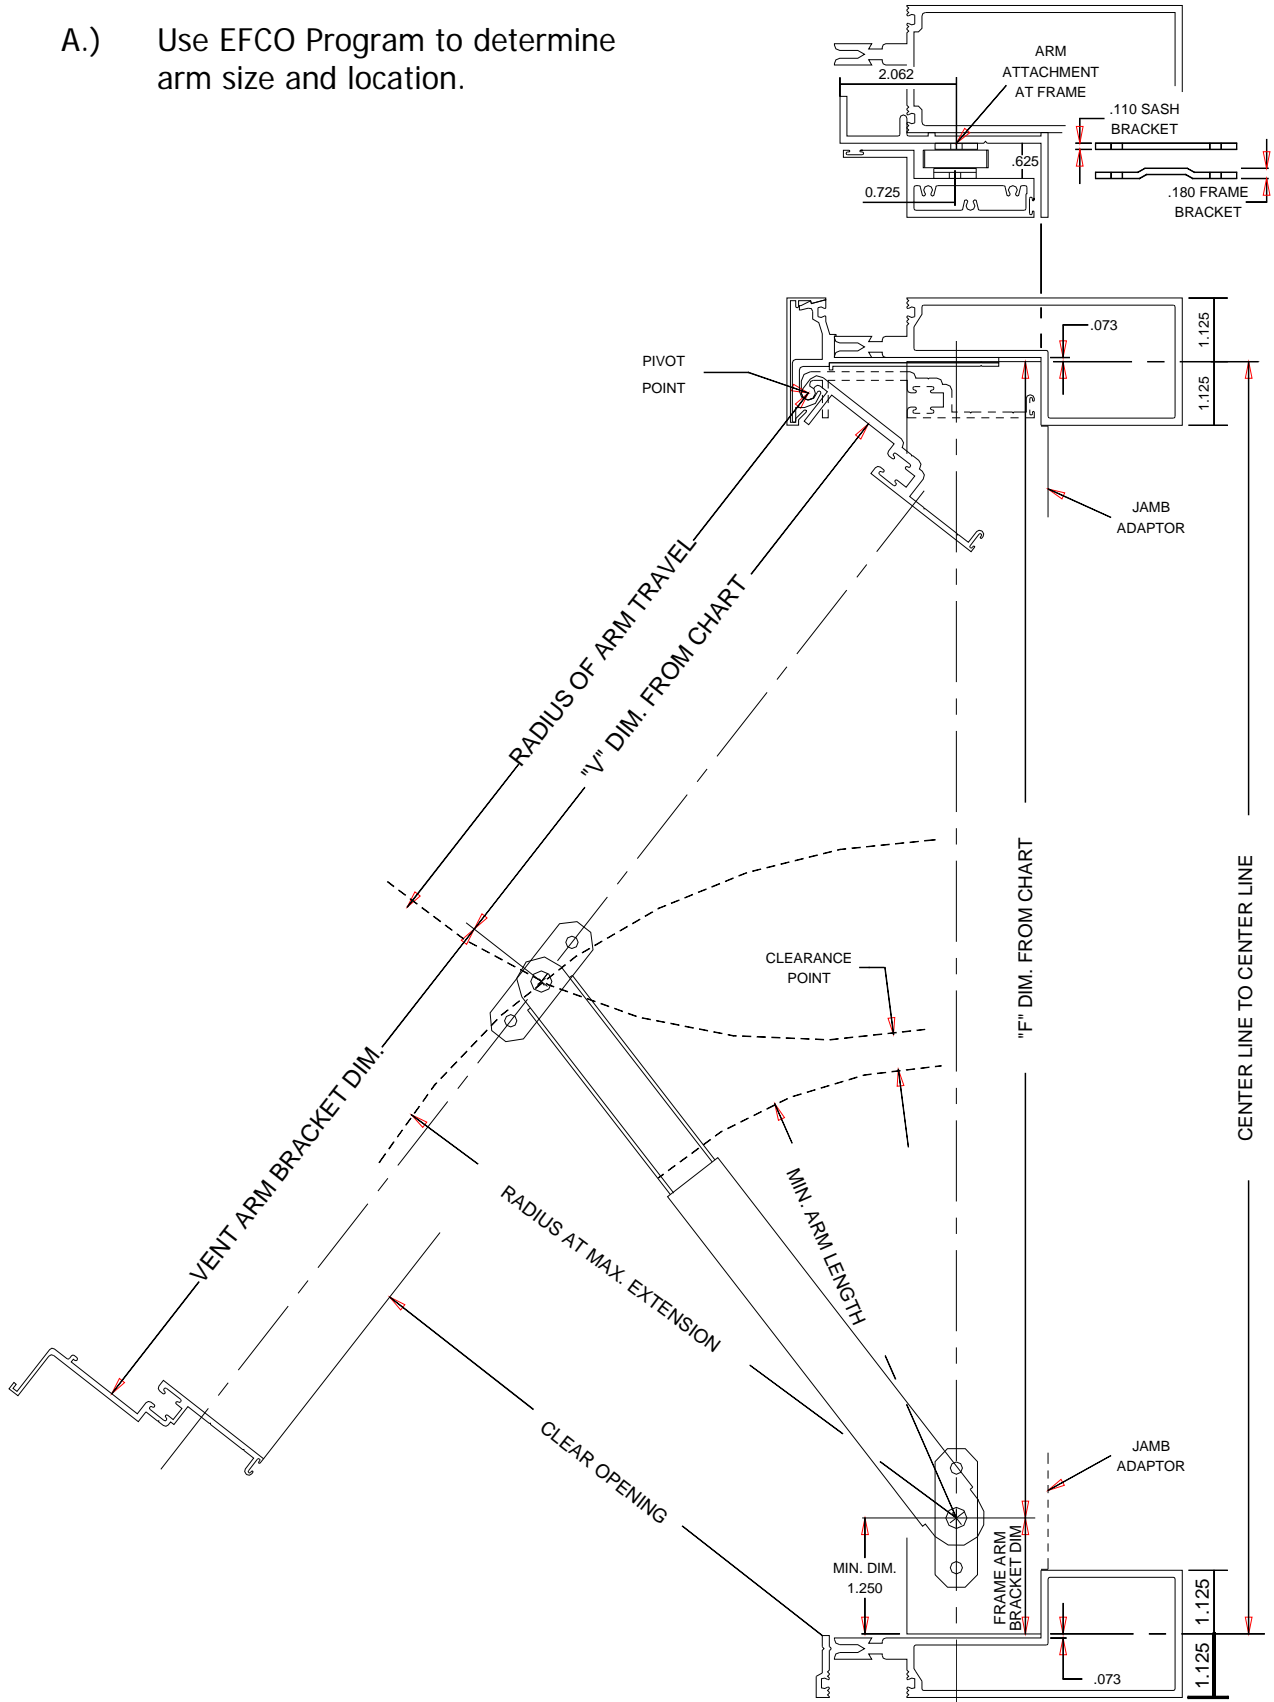 A.) Use EFCO Program to determine
arm size and location.
ARM
ATTACHMENT
AT FRAME
2.062
.110 SASH
BRACKET
.625
0.725
.180 FRAME
BRACKET
.073
1.125
1.125
PIVOT
POINT
JAMB
ADAPTOR
RADIUS OF ARM TRAVEL
"V" DIM. FROM CHART
"F" DIM. FROM CHART
CENTER LINE TO CENTER LINE
CLEARANCE
POINT
VENT ARM BRACKET DIM.
MIN. ARM LENGTH
RADIUS AT MAX. EXTENSION
CLEAR OPENING
JAMB
ADAPTOR
MIN. DIM.
1.250
FRAME ARM
BRACKET DIM
1.125
1.125
.073